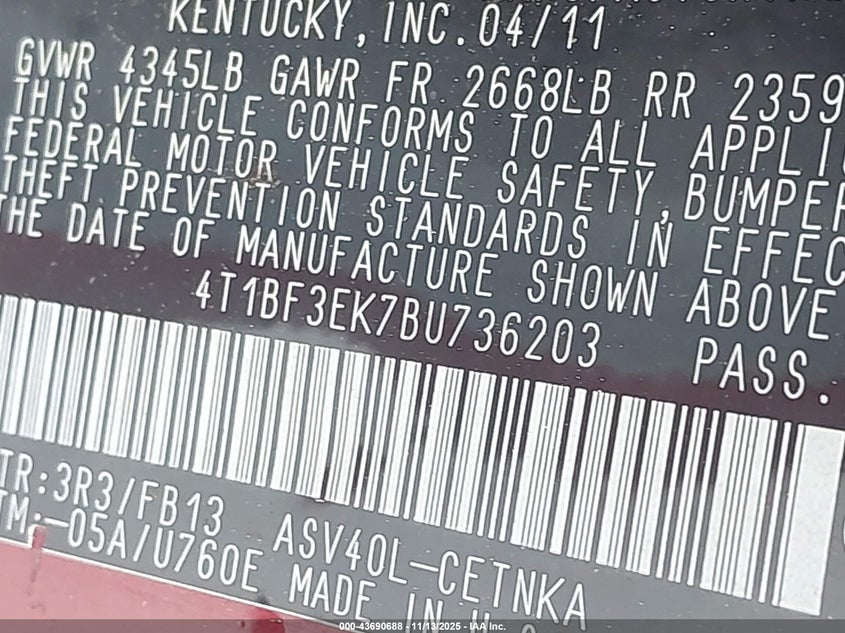 KENTUCKY, INC. 04/11
GVWR 4345LB GAWR FR 2668LB RR 2359
THIS VEHICLE CONFORMS TO ALL
FEDERAL MOTOR VEHICLE SAFETY, BUMPER
THEFT PREVENTION STANDARDS IN
THE DATE OF MANUFACTURE SHOWN ABOVE
4T1BF3EK7BU736203 PASS.
TR:3R3/FB13 ASV40L-CETNKA
TM:-05A/U760E MADE IN
000-43690688 - 11/13/2025 - IAA Inc.